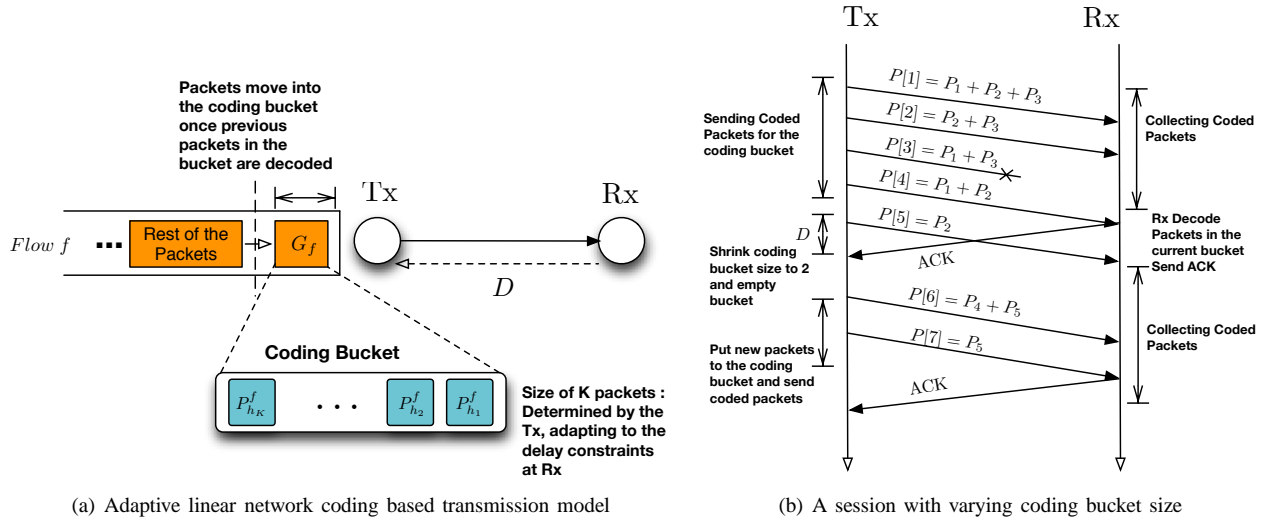 Packets move into
the coding bucket
once previous
packets in the
bucket are decoded
Tx
Rx
Flow f
Rest of the
Packets
G_f
D
Coding Bucket
P^f_{h_K}
. . .
P^f_{h_2}
P^f_{h_1}
Size of K packets :
Determined by the
Tx, adapting to the
delay constraints
at Rx
(a) Adaptive linear network coding based transmission model
Tx
Rx
P[1] = P_1 + P_2 + P_3
P[2] = P_2 + P_3
P[3] = P_1 + P_3
P[4] = P_1 + P_2
P[5] = P_2
ACK
P[6] = P_4 + P_5
P[7] = P_5
ACK
Sending Coded
Packets for the
coding bucket
D
Shrink coding
bucket size to 2
and empty
bucket
Put new packets
to the coding
bucket and send
coded packets
Collecting Coded
Packets
Rx Decode
Packets in the
current bucket
Send ACK
Collecting Coded
Packets
(b) A session with varying coding bucket size